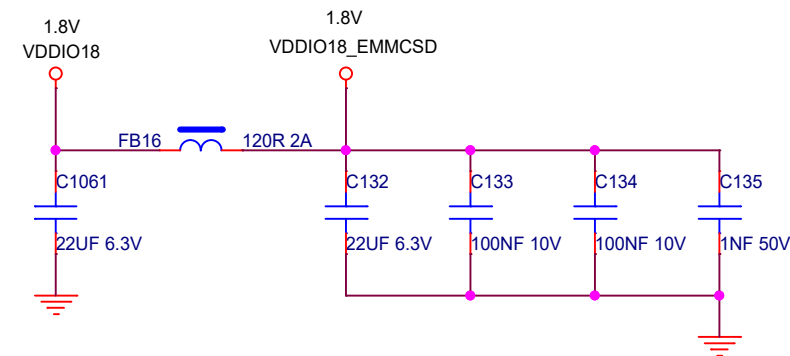 1.8V
VDDIO18
1.8V
VDDIO18_EMMCSD
FB16
120R 2A
C1061
22UF 6.3V
C132
22UF 6.3V
C133
100NF 10V
C134
100NF 10V
C135
1NF 50V